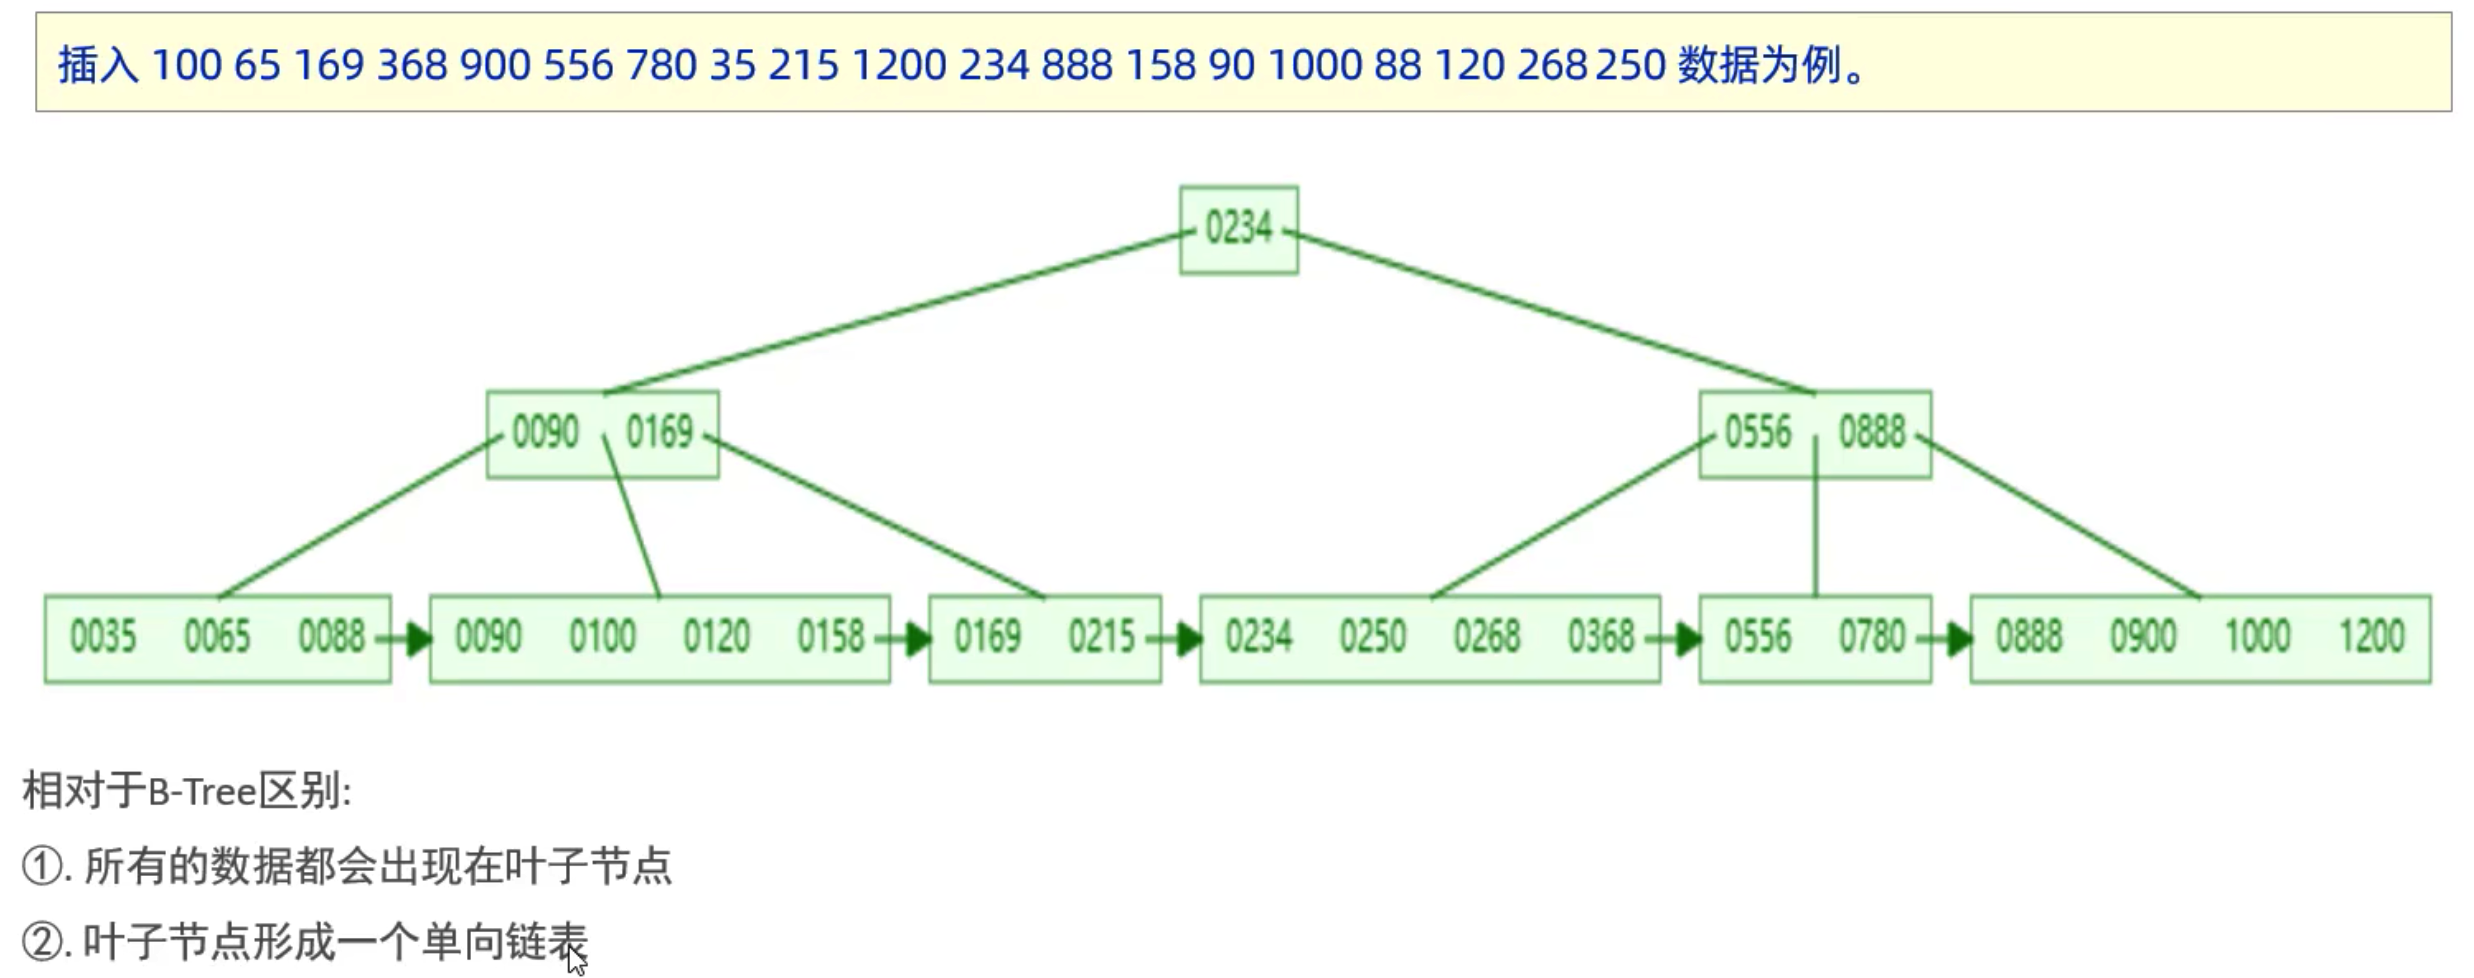 插入 100 65 169 368 900 556 780 35 215 1200 234 888 158 90 1000 88 120 268 250 数据为例。
0234
0090 0169 0556 0888
0035 0065 0088 0090 0100 0120 0158 0169 0215 0234 0250 0268 0368 0556 0780 0888 0900 1000 1200
相对于B-Tree区别:
①. 所有的数据都会出现在叶子节点
②. 叶子节点形成一个单向链表